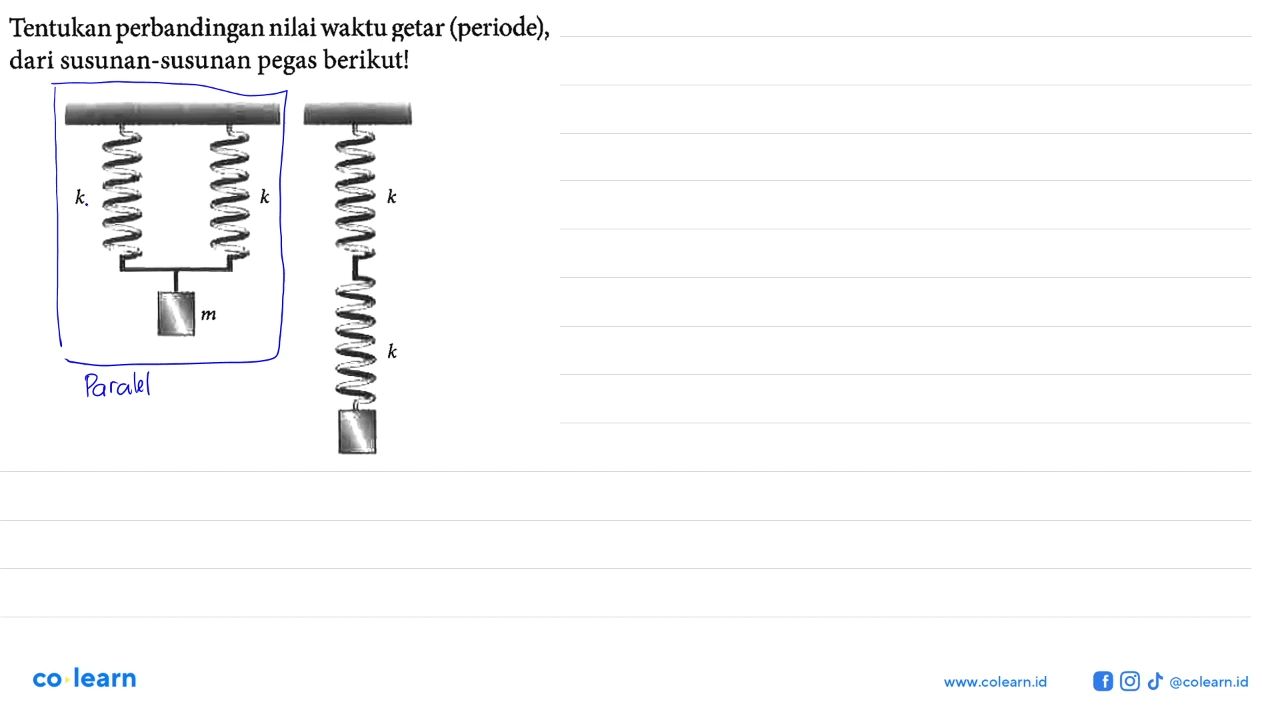 Tentukan perbandingan nilai waktu getar (periode),
dari susunan-susunan pegas berikut!
k.
k
k
m
k
Paralel
co learn
www.colearn.id
@colearn.id